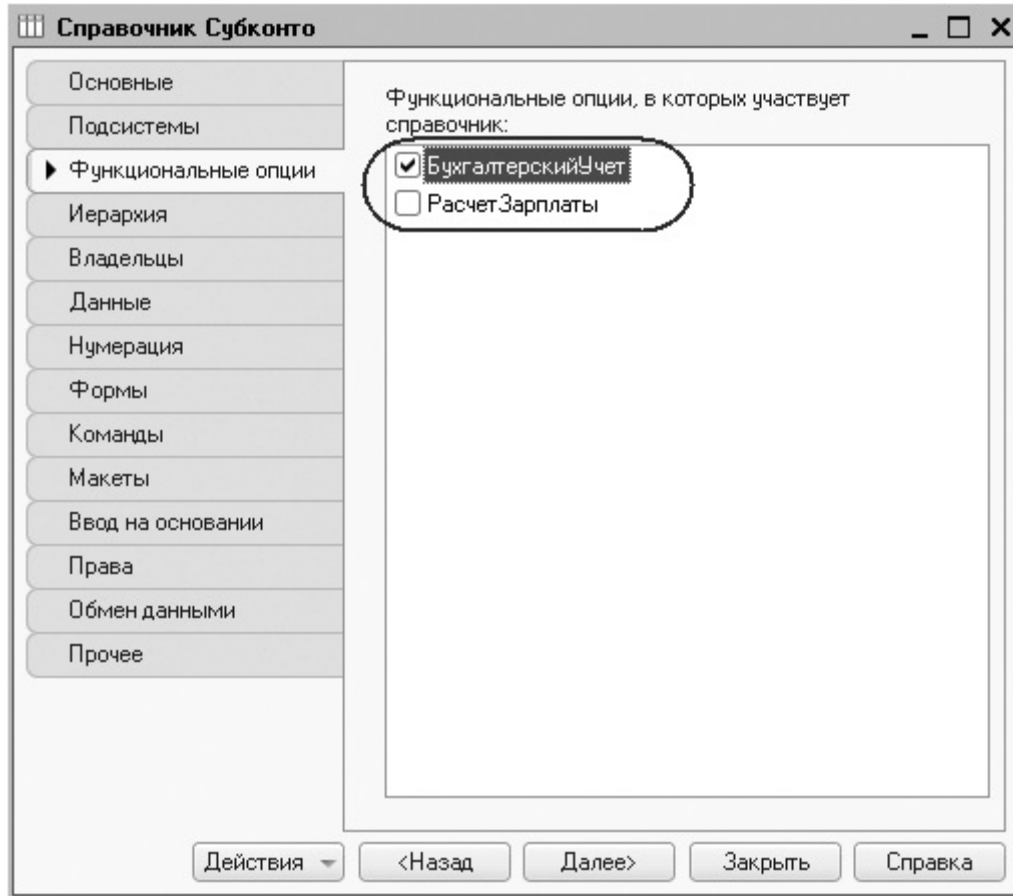 Справочник Субконто
Основные
Подсистемы
Функциональные опции
Иерархия
Владельцы
Данные
Нумерация
Формы
Команды
Макеты
Ввод на основании
Права
Обмен данными
Прочее
Функциональные опции, в которых участвует
справочник:
БухгалтерскийУчет
РасчетЗарплаты
Действия
<Назад
Далее>
Закрыть
Справка